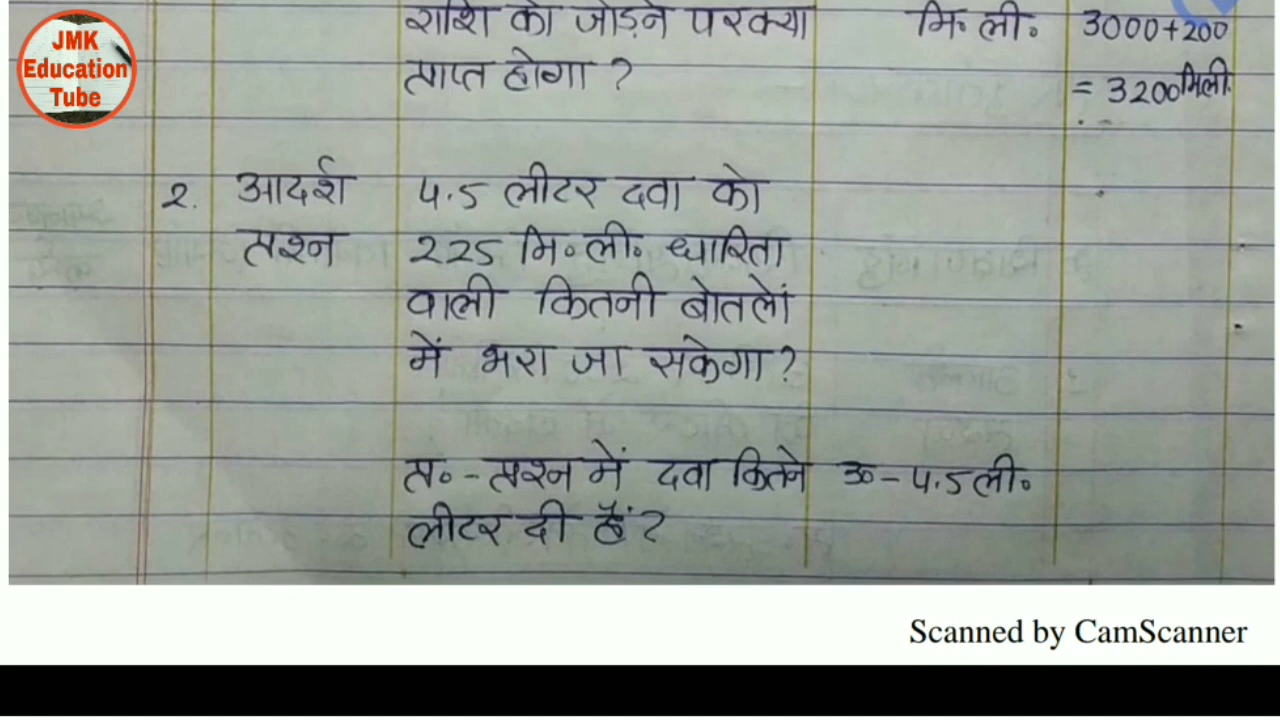 JMK
Education
Tube
राशि को जोड़ने पर क्या मि॰ ली॰ 3000+200
प्राप्त होगा ? = 3200 मिली.
2. आदर्श 4.5 लीटर दवा को
प्रश्न 225 मि॰ ली॰ धारिता
वाली कितनी बोतलों
में भरा जा सकेगा?
प्र॰ - प्रश्न में दवा कितने उ - 4.5 ली॰
लीटर दी हैं?
Scanned by CamScanner